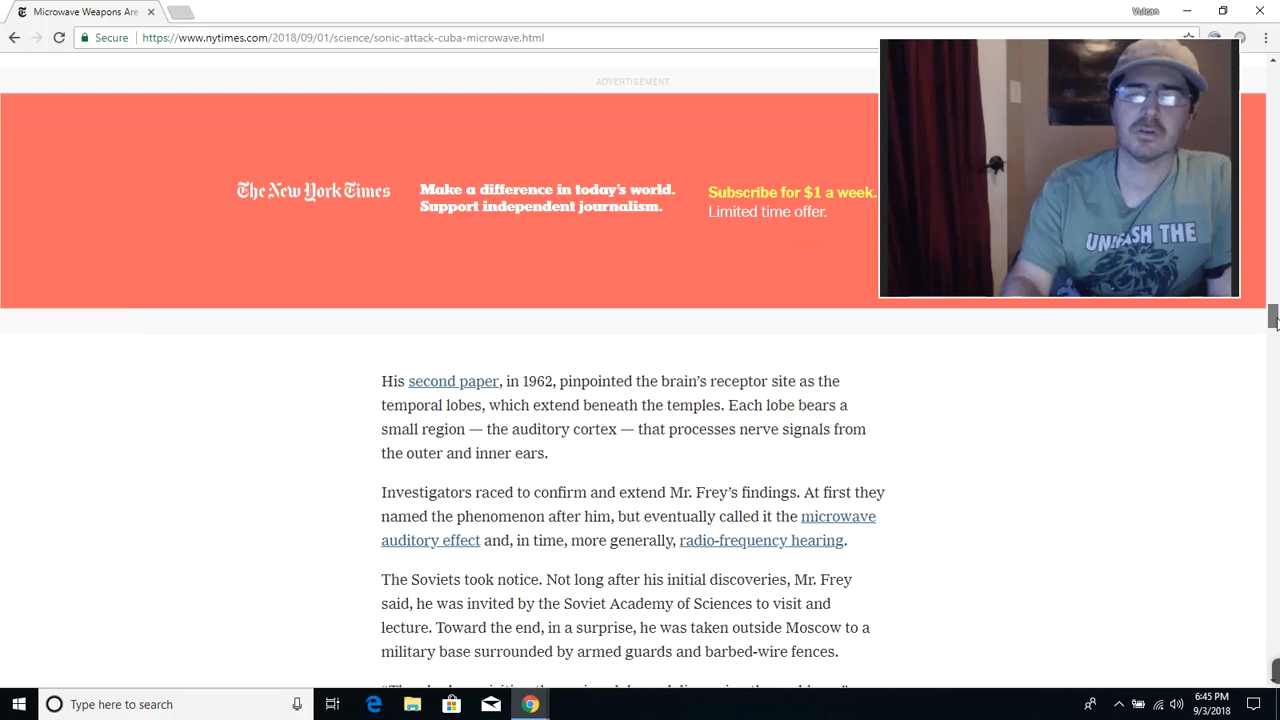 Microwave Weapons Are
Vulcan
Secure
https://www.nytimes.com/2018/09/01/science/sonic-attack-cuba-microwave.html
ADVERTISEMENT
The New York Times
Make a difference in today's world.
Support independent journalism.
Subscribe for $1 a week.
Limited time offer.
UNLEASH THE
His second paper, in 1962, pinpointed the brain’s receptor site as the
temporal lobes, which extend beneath the temples. Each lobe bears a
small region — the auditory cortex — that processes nerve signals from
the outer and inner ears.
Investigators raced to confirm and extend Mr. Frey’s findings. At first they
named the phenomenon after him, but eventually called it the microwave
auditory effect and, in time, more generally, radio-frequency hearing.
The Soviets took notice. Not long after his initial discoveries, Mr. Frey
said, he was invited by the Soviet Academy of Sciences to visit and
lecture. Toward the end, in a surprise, he was taken outside Moscow to a
military base surrounded by armed guards and barbed-wire fences.
Type here to search
6:45 PM
9/3/2018